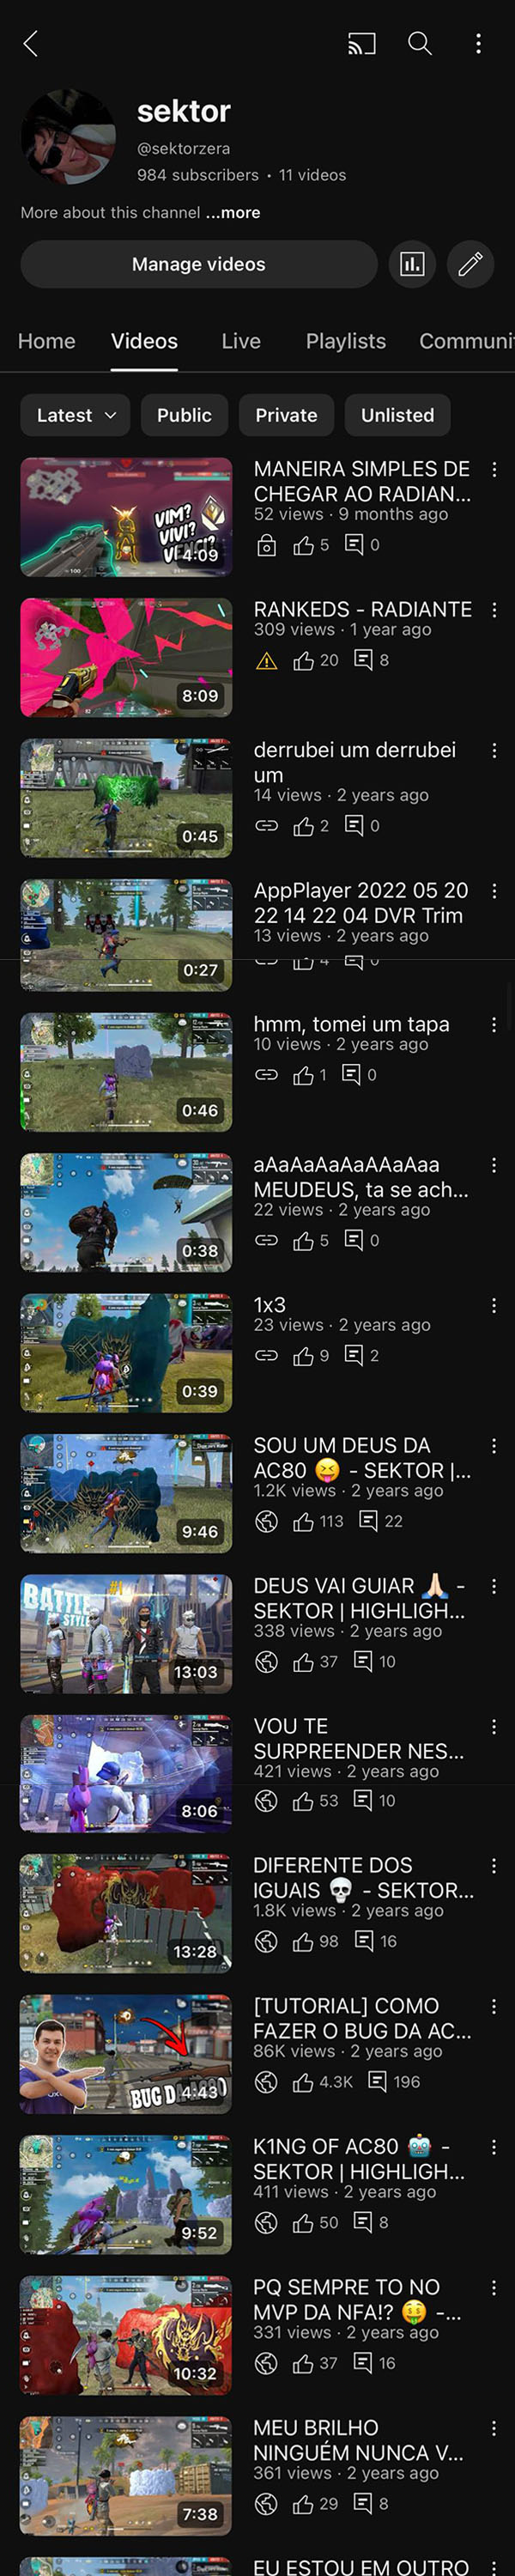 sektor
@sektorzera
984 subscribers • 11 videos
More about this channel ...more
Manage videos
Home Videos Live Playlists Communi
Latest Public Private Unlisted
MANEIRA SIMPLES DE
CHEGAR AO RADIAN...
52 views · 9 months ago
5 0
VIM?
VIVI?
4:09
RANKEDS - RADIANTE
309 views · 1 year ago
20 8
8:09
derrubei um derrubei
um
14 views · 2 years ago
2 0
0:45
AppPlayer 2022 05 20
22 14 22 04 DVR Trim
13 views · 2 years ago
4 0
0:27
hmm, tomei um tapa
10 views · 2 years ago
1 0
0:46
aAaAaAaAaAAaAaa
MEUDEUS, ta se ach...
22 views · 2 years ago
5 0
0:38
1x3
23 views · 2 years ago
9 2
0:39
SOU UM DEUS DA
AC80 😝 - SEKTOR |...
1.2K views · 2 years ago
113 22
9:46
DEUS VAI GUIAR 🙏🏻 -
SEKTOR | HIGHLIGH...
338 views · 2 years ago
37 10
BATTLE
STYLE
#1
13:03
VOU TE
SURPREENDER NES...
421 views · 2 years ago
53 10
8:06
DIFERENTE DOS
IGUAIS 💀 - SEKTOR...
1.8K views · 2 years ago
98 16
13:28
[TUTORIAL] COMO
FAZER O BUG DA AC...
86K views · 2 years ago
4.3K 196
BUG D
4:43
K1NG OF AC80 🤖 -
SEKTOR | HIGHLIGH...
411 views · 2 years ago
50 8
9:52
PQ SEMPRE TO NO
MVP DA NFA!? 🤑 -...
331 views · 2 years ago
37 16
10:32
MEU BRILHO
NINGUÉM NUNCA V...
361 views · 2 years ago
29 8
7:38
EU ESTOU EM OUTRO